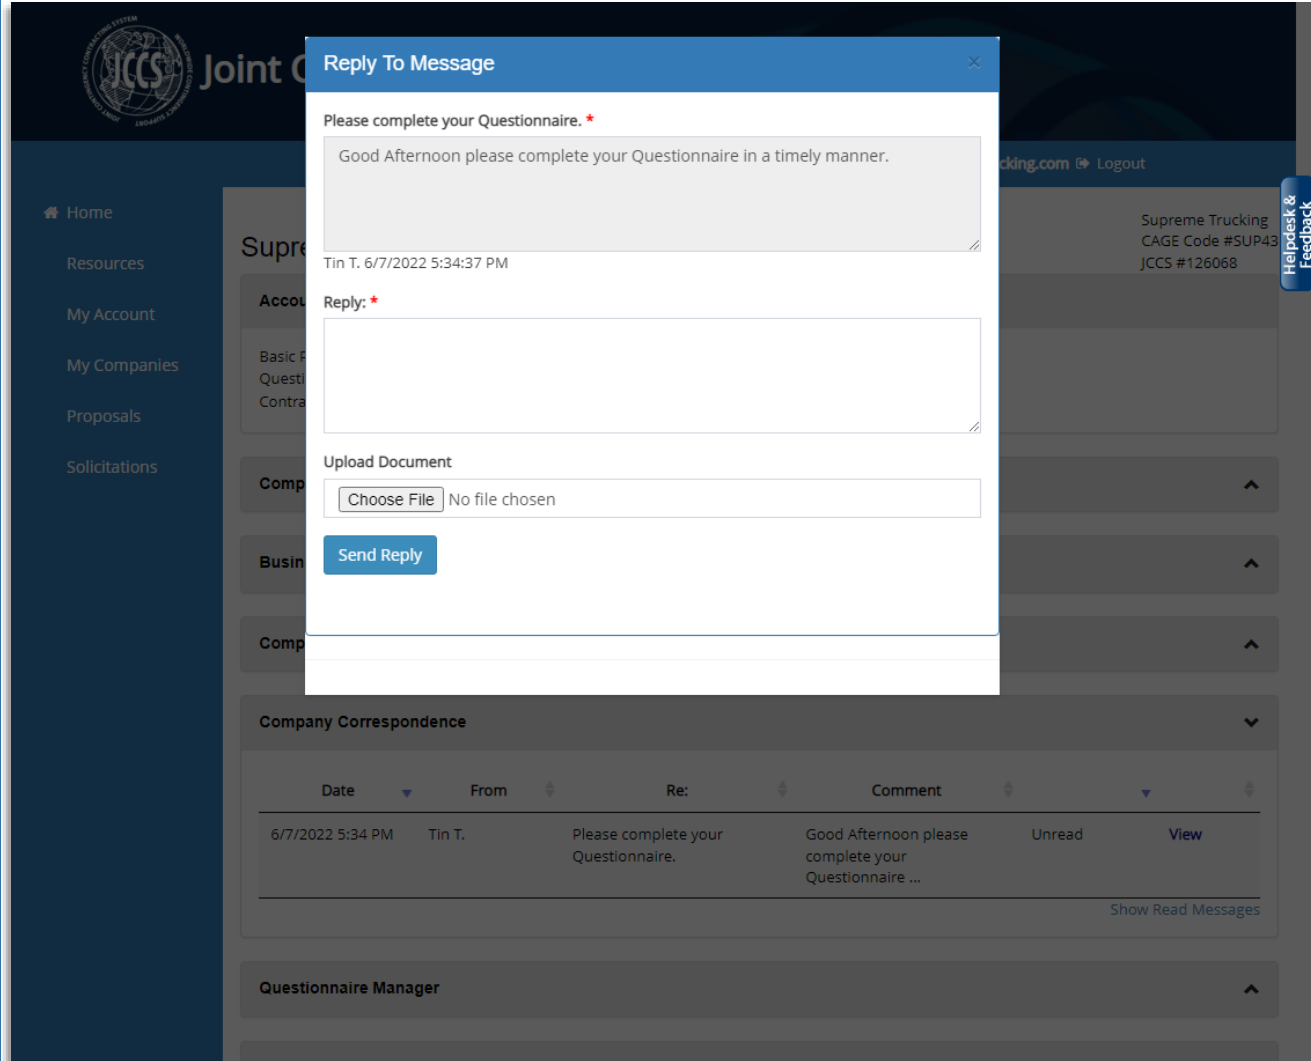 JOINT CONTINGENCY CONTRACTING SYSTEM
JCCS
Joint C
Reply To Message
×
Please complete your Questionnaire. *
Good Afternoon please complete your Questionnaire in a timely manner.
Tin T. 6/7/2022 5:34:37 PM
Reply: *
Upload Document
Choose File No file chosen
Send Reply
cking.com Logout
Helpdesk &
Feedback
Home
Resources
My Account
My Companies
Proposals
Solicitations
Supre
Supreme Trucking
CAGE Code #SUP43
JCCS #126068
Accou
Basic P
Questi
Contra
Comp
Busin
Comp
Company Correspondence
Date From Re: Comment
6/7/2022 5:34 PM Tin T. Please complete your Good Afternoon please Unread View
Questionnaire. complete your
Questionnaire ...
Show Read Messages
Questionnaire Manager